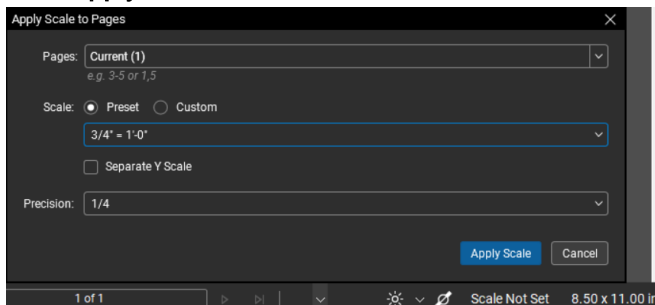 Apply Scale to Pages
Pages: Current (1)
e.g. 3-5 or 1,5
Scale: Preset Custom
3/4" = 1'-0"
Separate Y Scale
Precision: 1/4
Apply Scale Cancel
1 of 1 Scale Not Set 8.50 x 11.00 in